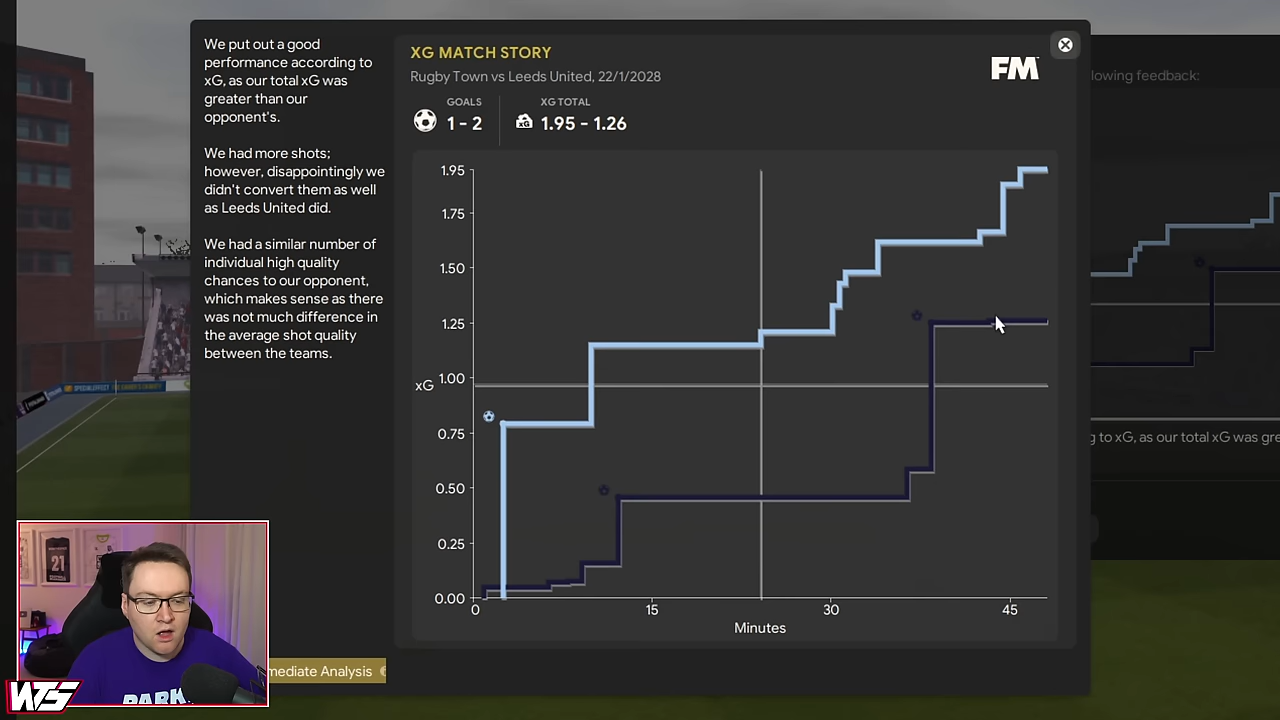 We put out a good
performance according to
xG, as our total xG was
greater than our
opponent's.
We had more shots;
however, disappointingly we
didn't convert them as well
as Leeds United did.
We had a similar number of
individual high quality
chances to our opponent,
which makes sense as there
was not much difference in
the average shot quality
between the teams.
XG MATCH STORY
Rugby Town vs Leeds United, 22/1/2028
FM
GOALS
1 - 2
XG TOTAL
xG
1.95 - 1.26
1.95
1.75
1.50
1.25
1.00
xG
0.75
0.50
0.25
0.00
0
15
30
45
Minutes
lowing feedback:
g to xG, as our total xG was gre
mediate Analysis
21
PARK
WTS